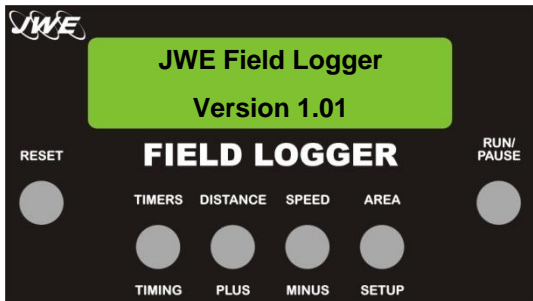 JWE
JWE Field Logger
Version 1.01
RESET
FIELD LOGGER
RUN/
PAUSE
TIMERS DISTANCE SPEED AREA
TIMING PLUS MINUS SETUP